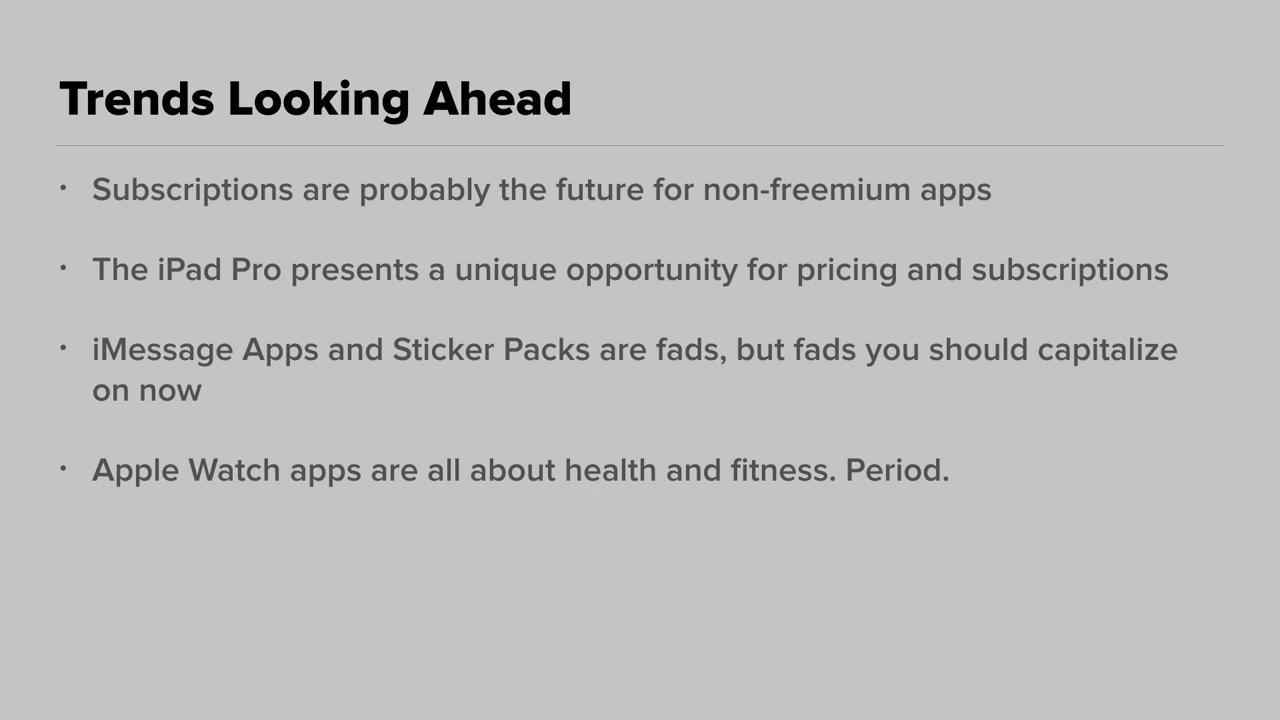 Trends Looking Ahead
• Subscriptions are probably the future for non-freemium apps
• The iPad Pro presents a unique opportunity for pricing and subscriptions
• iMessage Apps and Sticker Packs are fads, but fads you should capitalize
on now
• Apple Watch apps are all about health and fitness. Period.